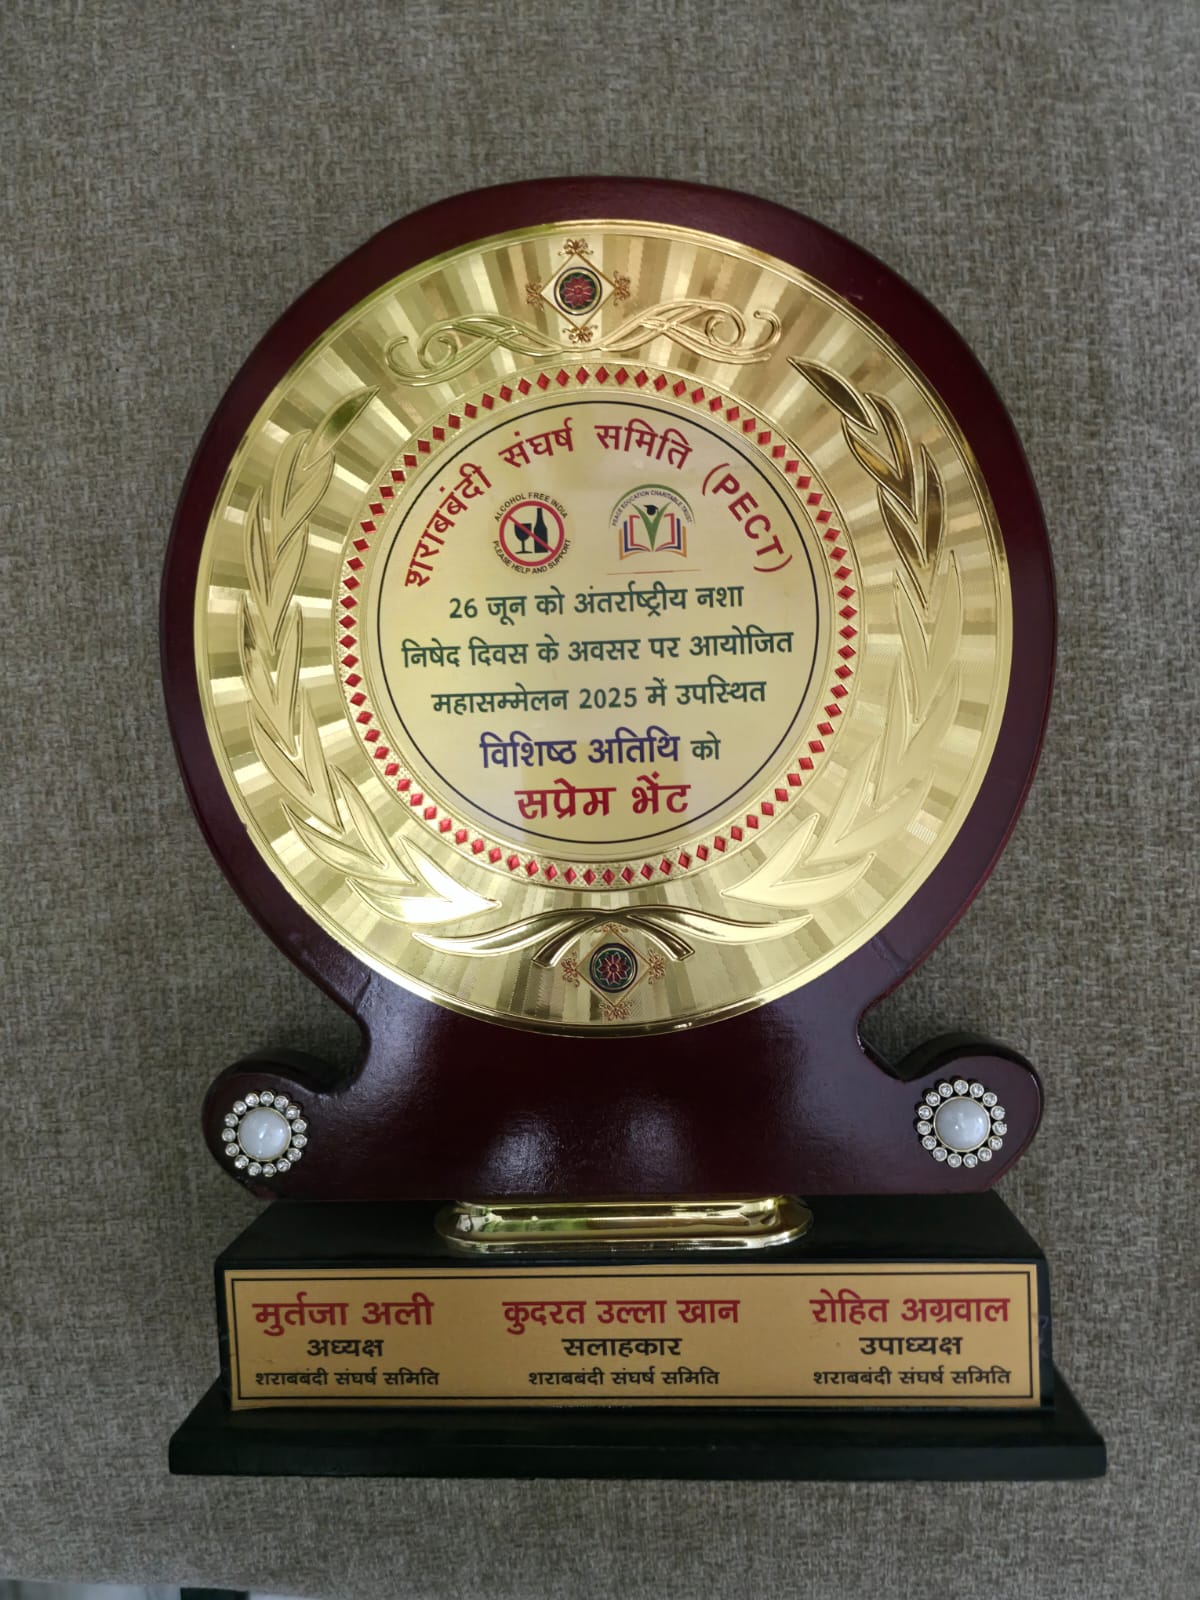 शराबबंदी संघर्ष समिति (PECT)
ALCOHOL FREE INDIA
PLEASE HELP AND SUPPORT
PEACE EDUCATION CHARITABLE TRUST
26 जून को अंतर्राष्ट्रीय नशा
निषेद दिवस के अवसर पर आयोजित
महासम्मेलन 2025 में उपस्थित
विशिष्ठ अतिथि को
सप्रेम भेंट
मुर्तजा अली कुदरत उल्ला खान रोहित अग्रवाल
अध्यक्ष सलाहकार उपाध्यक्ष
शराबबंदी संघर्ष समिति शराबबंदी संघर्ष समिति शराबबंदी संघर्ष समिति